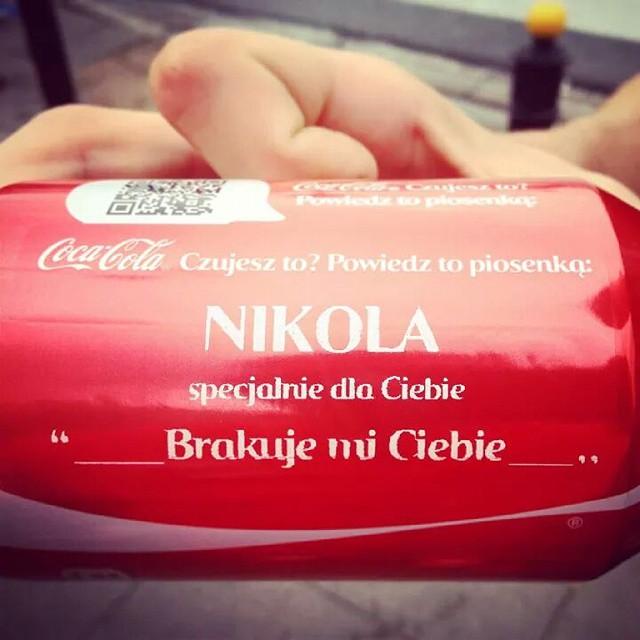 Coca-Cola Czujesz to?
Powiedz to piosenką:
Coca-Cola Czujesz to? Powiedz to piosenką:
NIKOLA
specjalnie dla Ciebie
“____Brakuje mi Ciebie____„
®